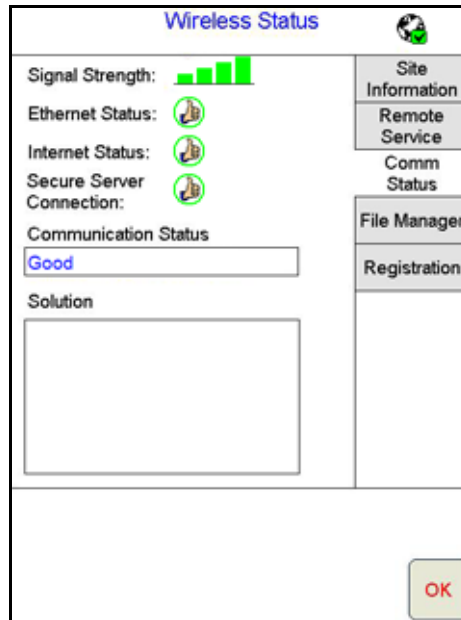 Wireless Status
Signal Strength:
Ethernet Status:
Internet Status:
Secure Server
Connection:
Communication Status
Good
Solution
Site
Information
Remote
Service
Comm
Status
File Manager
Registration
OK